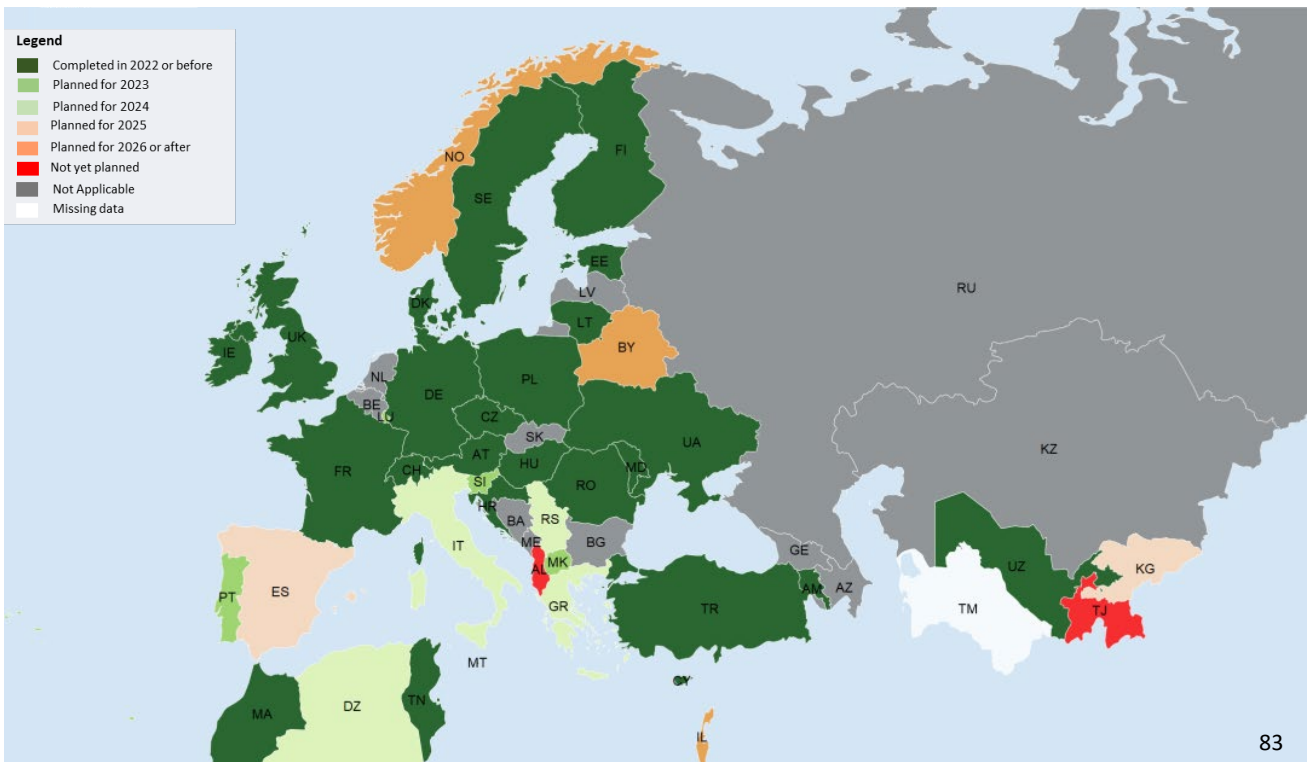 Legend
Completed in 2022 or before
Planned for 2023
Planned for 2024
Planned for 2025
Planned for 2026 or after
Not yet planned
Not Applicable
Missing data
NO
FI
SE
EE
RU
LV
DK
LT
UK
BY
IE
NL
PL
DE
BE
LU
CZ
SK
UA
KZ
AT
FR
CH
HU
MD
SI
RO
HR
BA
RS
IT
ME
BG
GE
MK
AL
UZ
KG
PT
ES
AM
AZ
GR
TR
TM
TJ
MT
CY
TN
DZ
MA
IL
83